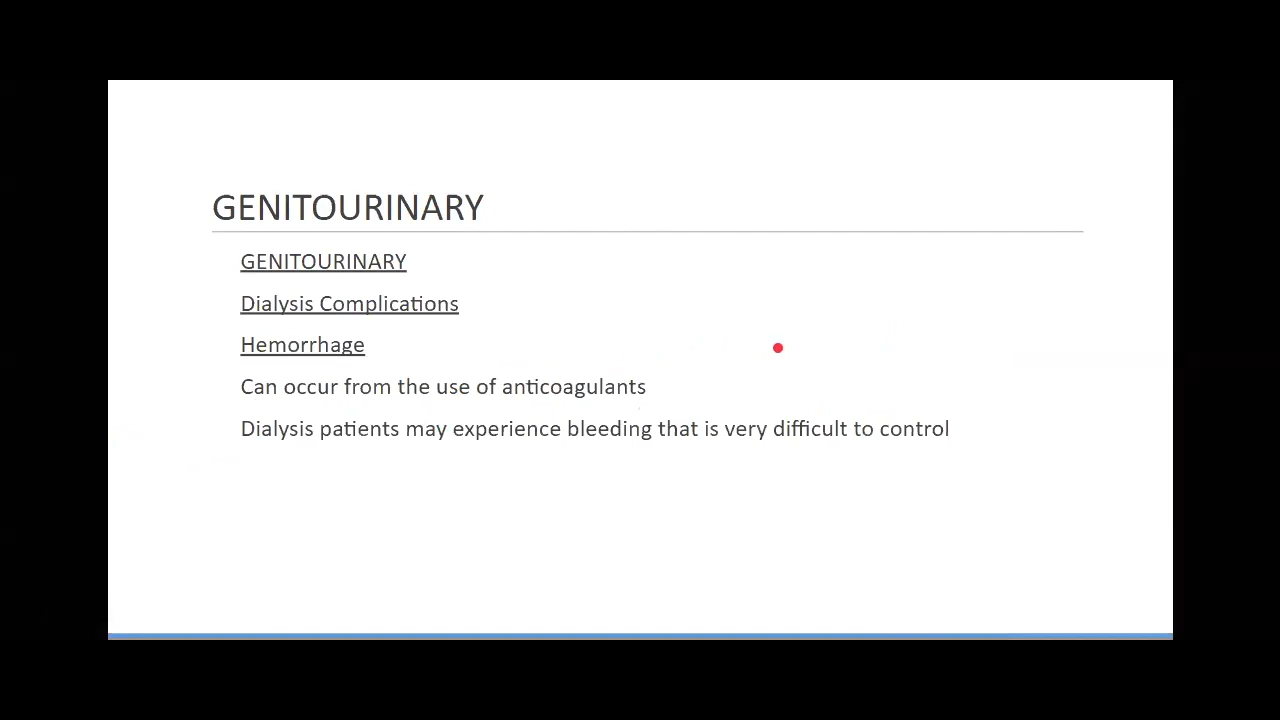 GENITOURINARY
GENITOURINARY
Dialysis Complications
Hemorrhage
Can occur from the use of anticoagulants
Dialysis patients may experience bleeding that is very difficult to control